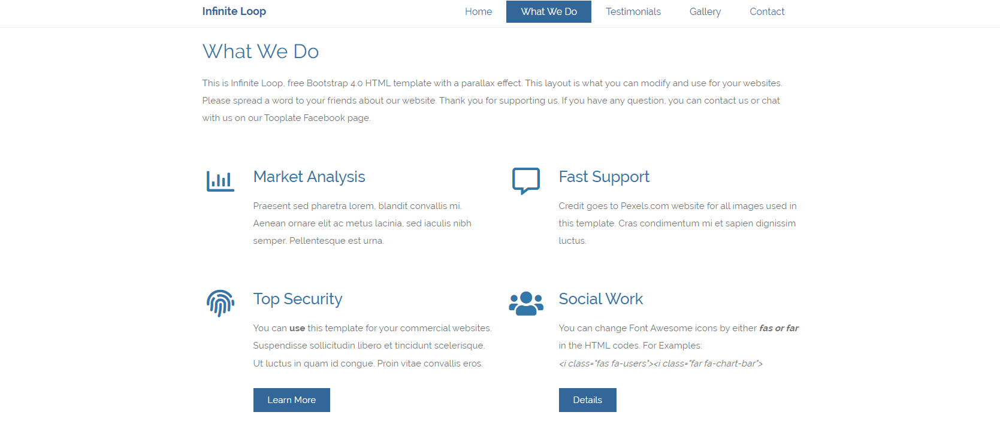 Infinite Loop
Home
What We Do
Testimonials
Gallery
Contact
What We Do
This is Infinite Loop, free Bootstrap 4.0 HTML template with a parallax effect. This layout is what you can modify and use for your websites.
Please spread a word to your friends about our website. Thank you for supporting us. If you have any question, you can contact us or chat
with us on our Tooplate Facebook page.
Market Analysis
Praesent sed pharetra lorem, blandit convallis mi.
Aenean ornare elit ac metus lacinia, sed iaculis nibh
semper. Pellentesque est urna.
Fast Support
Credit goes to Pexels.com website for all images used in
this template. Cras condimentum mi et sapien dignissim
luctus.
Top Security
You can use this template for your commercial websites.
Suspendisse sollicitudin libero et tincidunt scelerisque.
Ut luctus in quam id congue. Proin vitae convallis eros.
Learn More
Social Work
You can change Font Awesome icons by either fas or far
in the HTML codes. For Examples:
<i class="fas fa-users"><i class="far fa-chart-bar">
Details